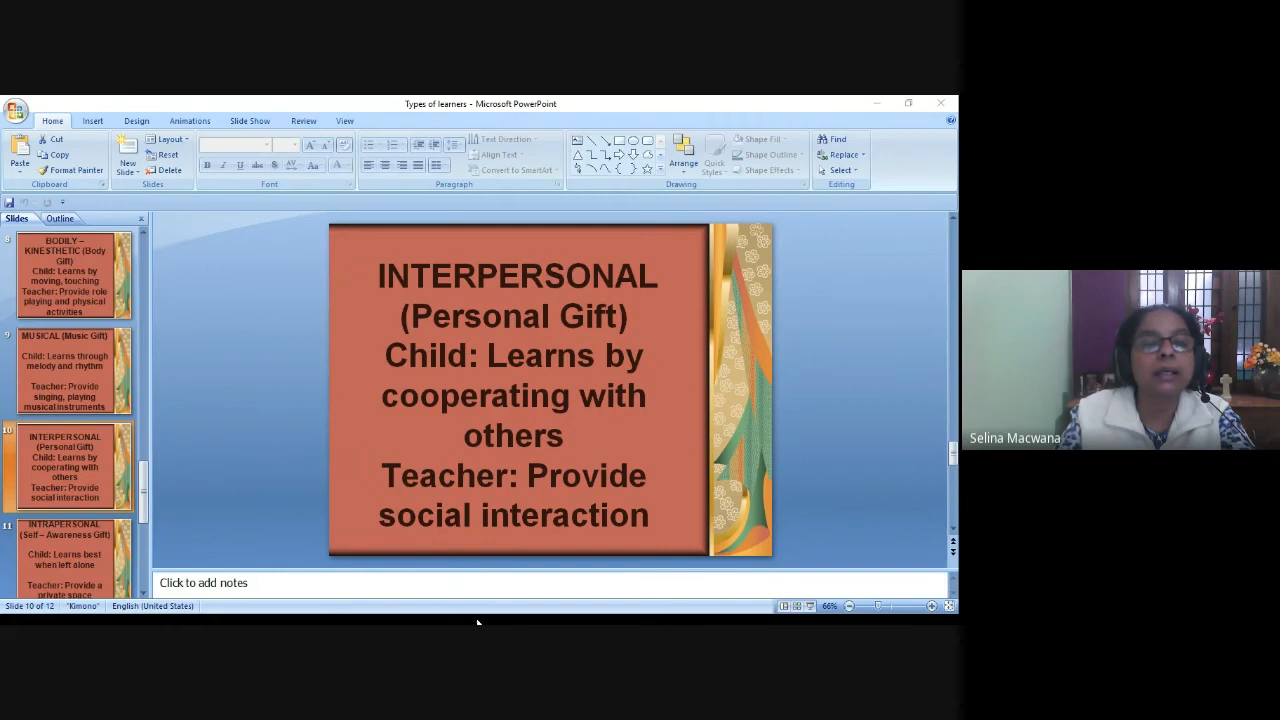 Types of learners - Microsoft PowerPoint
Home Insert Design Animations Slide Show Review View
Cut
Copy
Format Painter
Paste
Clipboard
New
Slide
Layout
Reset
Delete
Slides
B I U abc S AV Aa A
Font
Text Direction
Align Text
Convert to SmartArt
Paragraph
Arrange
Quick
Styles
Shape Fill
Shape Outline
Shape Effects
Drawing
Find
Replace
Select
Editing
Slides Outline
8
BODILY –
KINESTHETIC (Body
Gift)
Child: Learns by
moving, touching
Teacher: Provide role
playing and physical
activities
9
MUSICAL (Music Gift)
Child: Learns through
melody and rhythm
Teacher: Provide
singing, playing
musical instruments
10
INTERPERSONAL
(Personal Gift)
Child: Learns by
cooperating with
others
Teacher: Provide
social interaction
11
INTRAPERSONAL
(Self – Awareness Gift)
Child: Learns best
when left alone
Teacher: Provide a
private space
INTERPERSONAL
(Personal Gift)
Child: Learns by
cooperating with
others
Teacher: Provide
social interaction
Click to add notes
Slide 10 of 12 "Kimono" English (United States) 66%
Selina Macwana